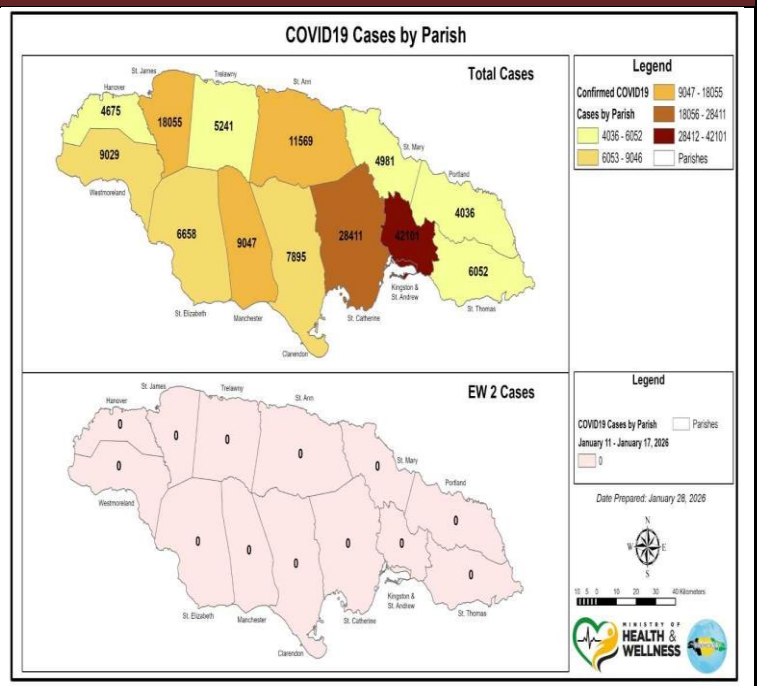 COVID19 Cases by Parish
Total Cases
Hanover
St. James
Trelawny
St. Ann
St. Mary
Portland
Westmoreland
St. Elizabeth
Manchester
Clarendon
St. Catherine
Kingston &
St. Andrew
St. Thomas
4675
18055
5241
11569
4981
9029
4036
6658
9047
7895
28411
42101
6052
Legend
Confirmed COVID19
Cases by Parish
4036 - 6052
6053 - 9046
9047 - 18055
18056 - 28411
28412 - 42101
Parishes
EW 2 Cases
Hanover
St. James
Trelawny
St. Ann
St. Mary
Portland
Westmoreland
St. Elizabeth
Manchester
Clarendon
St. Catherine
Kingston &
St. Andrew
St. Thomas
0
0
0
0
0
0
0
0
0
0
0
0
0
Legend
COVID19 Cases by Parish
Parishes
January 11 - January 17, 2026
0
Date Prepared: January 28, 2026
N
W E
S
10 5 0 10 20 30 40 Kilometers
MINISTRY OF
HEALTH &
WELLNESS